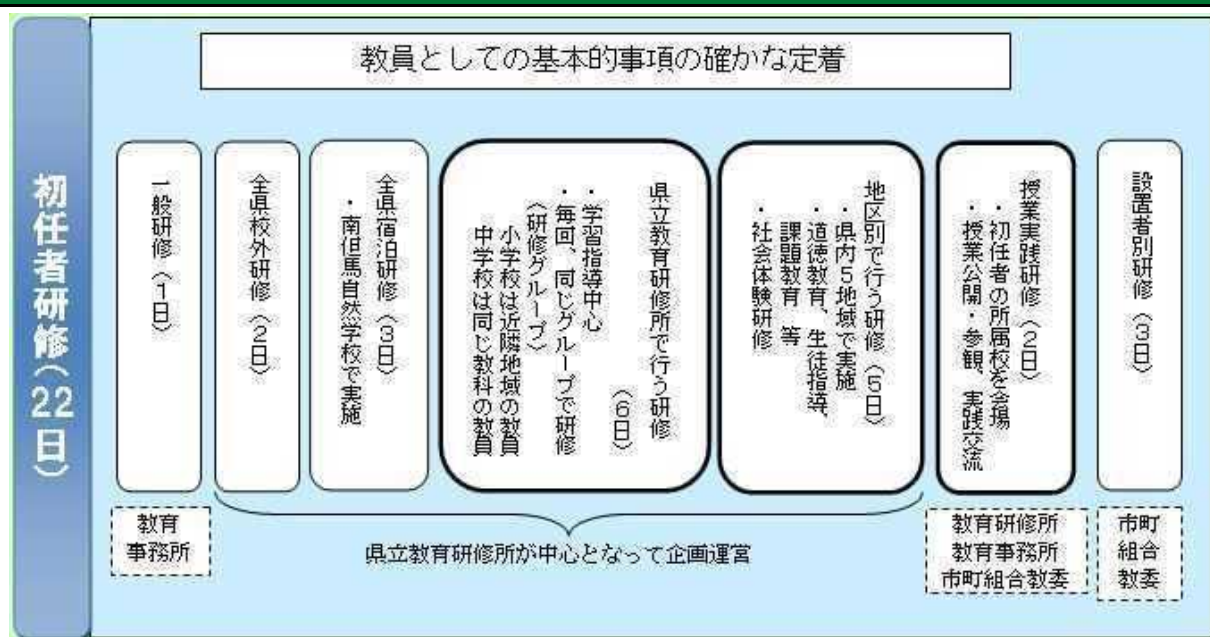 教員としての基本的事項の確かな定着
初任者研修(22日)
一般研修(1日)
全県校外研修(2日)
全県宿泊研修(3日)
・南但馬自然学校で実施
県立教育研修所で行う研修
(6日)
・学習指導中心
・毎回、同じグループで研修
(研修グループ)
小学校は近隣地域の教員
中学校は同じ教科の教員
地区別で行う研修(5日)
・県内5地域で実施
・道徳教育、生徒指導、
課題教育 等
・社会体験研修
授業実践研修(2日)
・初任者の所属校を会場
・授業公開・参観、実践交流
設置者別研修(3日)
教育
事務所
県立教育研修所が中心となって企画運営
教育研修所
教育事務所
市町組合教委
市町
組合
教委